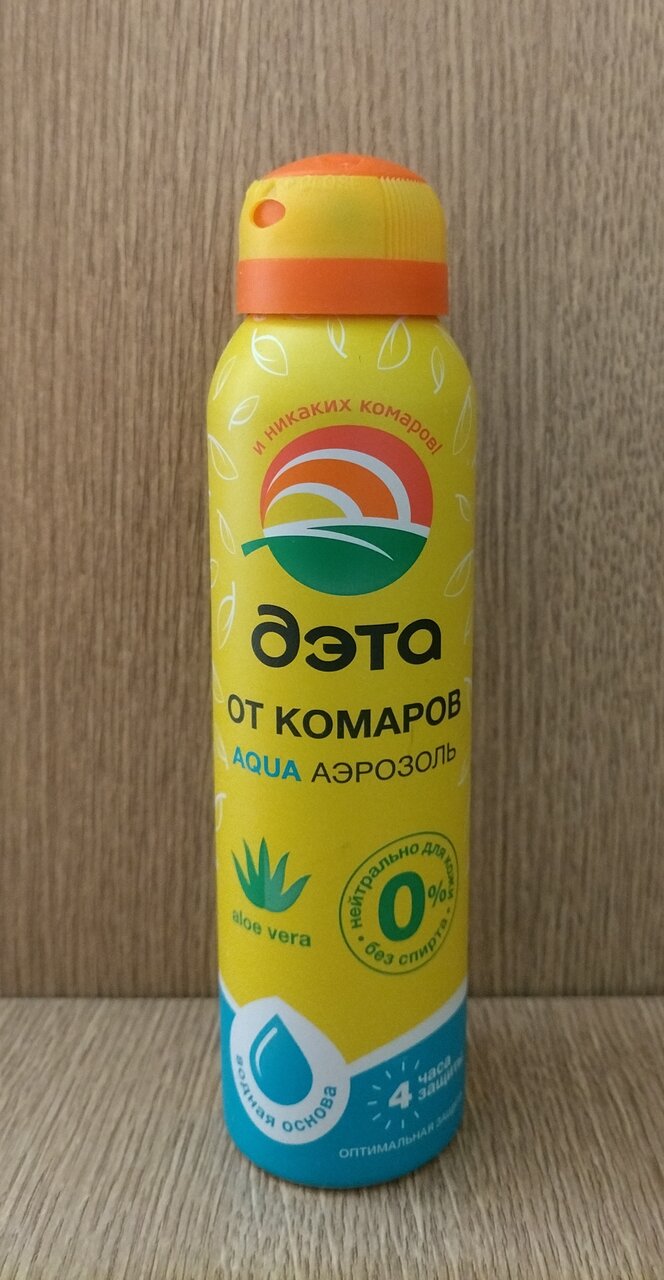 и никаких комаров!
дэта
ОТ КОМАРОВ
AQUA АЭРОЗОЛЬ
aloe vera
нейтрально для кожи
0%
без спирта
водная основа
4 часа
защиты
ОПТИМАЛЬНАЯ ЗАЩИТА